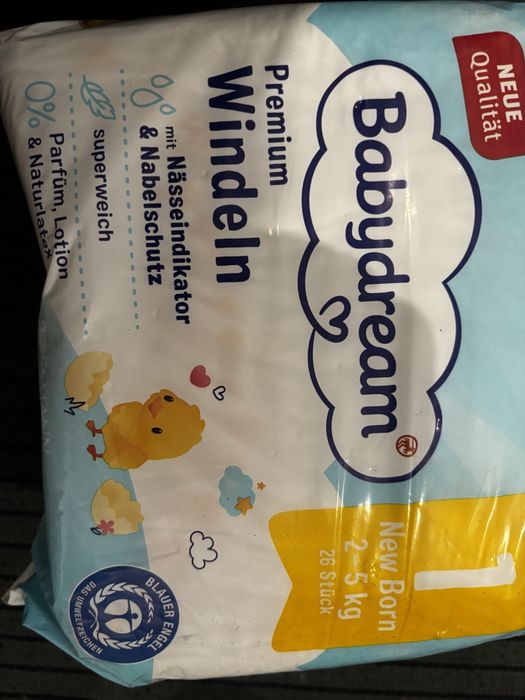 NEUE
Qualität
Babydream
1
New Born
2-5 kg
26 Stück
Premium
Windeln
mit Nässeindikator
& Nabelschutz
superweich
0%
Parfüm, Lotion
& Naturlatex
BLAUER ENGEL
DAS UMWELTZEICHEN